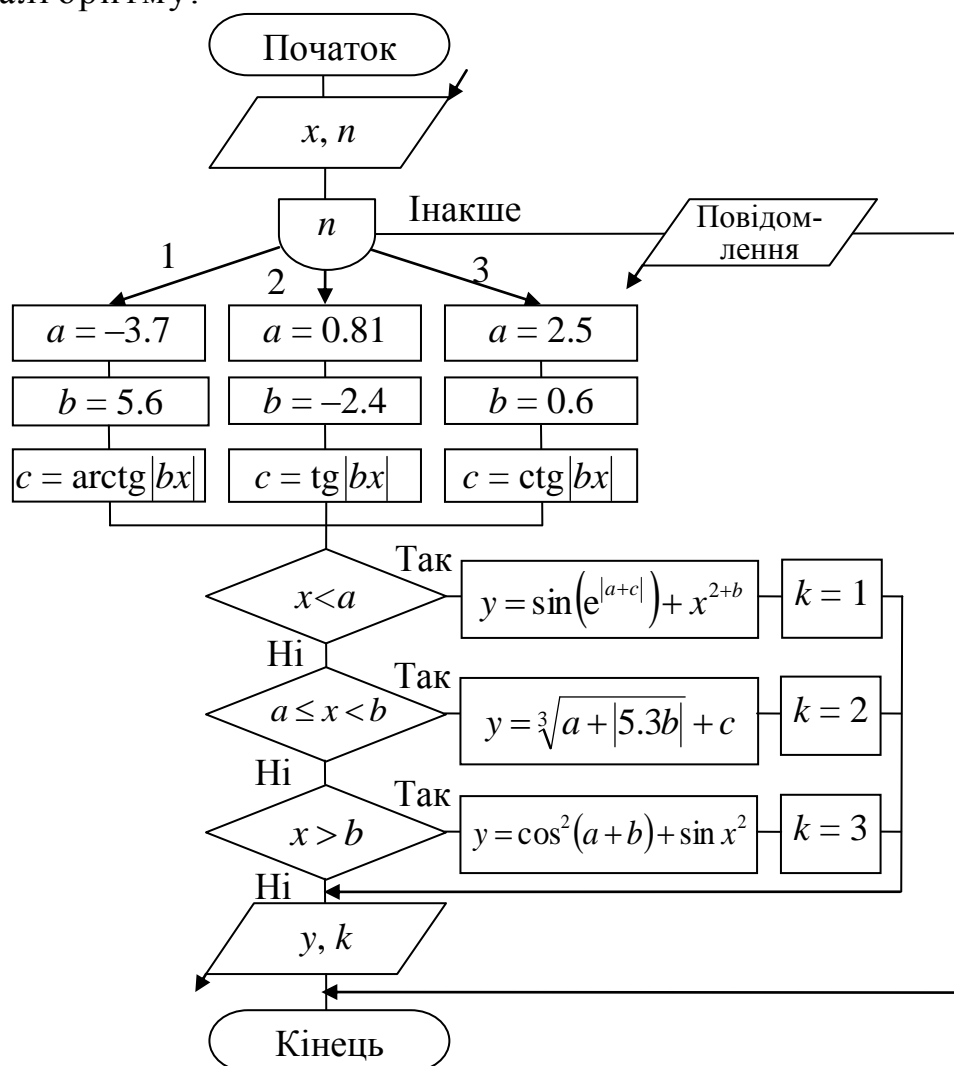 алгоритму?
Початок
x, n
n
Інакше
Повідом-
лення
1
2
3
a = –3.7
a = 0.81
a = 2.5
b = 5.6
b = –2.4
b = 0.6
c = arctg|bx|
c = tg|bx|
c = ctg|bx|
x<a
Так
y = sin(e^{|a+c|}) + x^{2+b}
k = 1
Ні
a ≤ x < b
Так
y = ∛(a + |5.3b|) + c
k = 2
Ні
x > b
Так
y = cos²(a + b) + sin x²
k = 3
Ні
y, k
Кінець